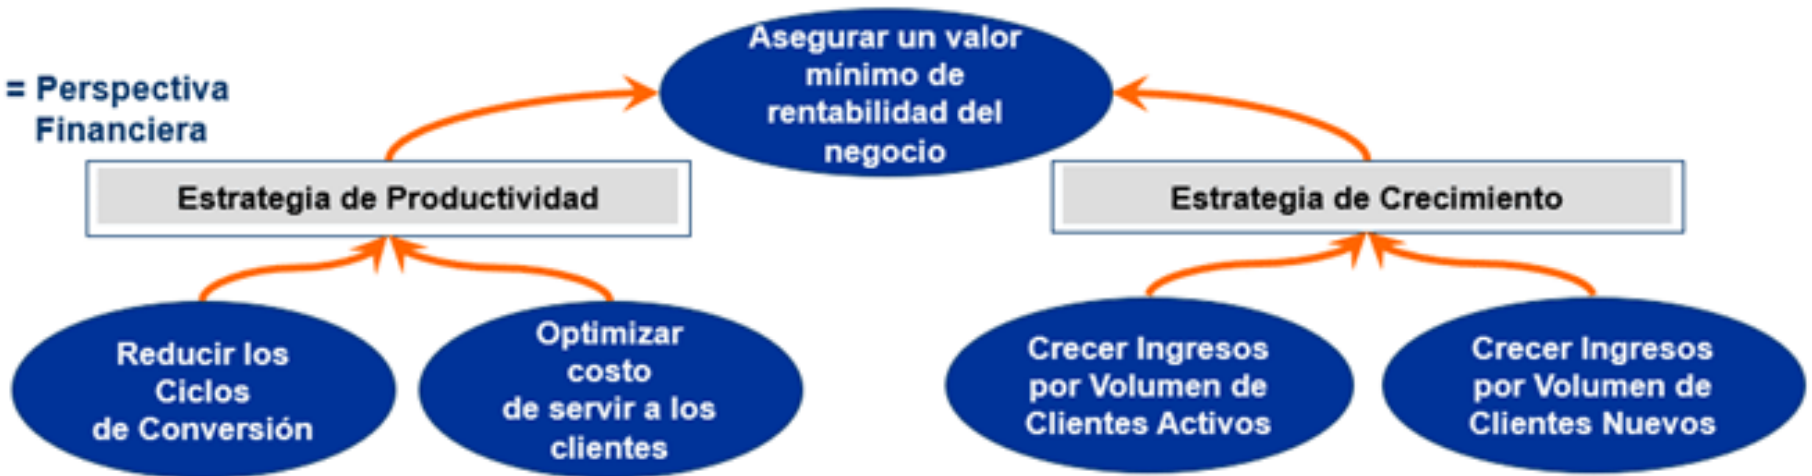 Asegurar un valor
mínimo de
rentabilidad del
negocio
= Perspectiva
Financiera
Estrategia de Productividad
Estrategia de Crecimiento
Reducir los
Ciclos
de Conversión
Optimizar
costo
de servir a los
clientes
Crecer Ingresos
por Volumen de
Clientes Activos
Crecer Ingresos
por Volumen de
Clientes Nuevos